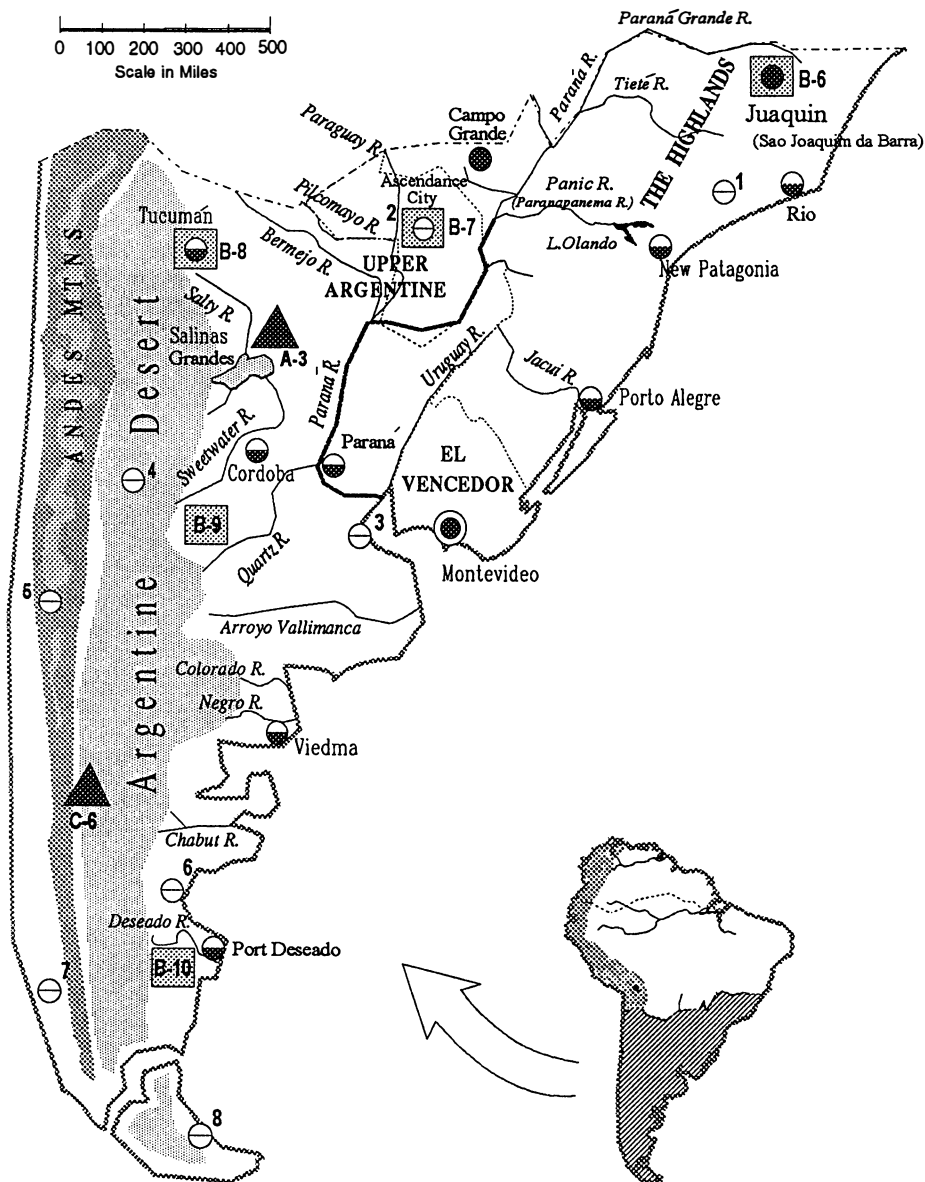 0 100 200 300 400 500
Scale in Miles
Paraná Grande R.
B-6
Juaquin
(Sao Joaquim da Barra)
THE HIGHLANDS
Paraná R.
Tieté R.
Campo
Grande
Paraguay R.
Pilcomayo R.
Ascendance
City
2
B-7
Panic R.
(Paranapanema R.)
1
Rio
L.Olando
New Patagonia
Tucumán
B-8
Bermejo R.
UPPER
ARGENTINE
ANDES MTNS
Argentine Desert
Salty R.
Salinas
Grandes
A-3
Paraná R.
Uruguay R.
Jacui R.
Porto Alegre
Sweetwater R.
Cordoba
Paraná
EL
VENCEDOR
4
B-9
3
Quartz R.
Montevideo
5
Arroyo Vallimanca
Colorado R.
Negro R.
Viedma
C-6
Chabut R.
6
Deseado R.
Port Deseado
B-10
7
8